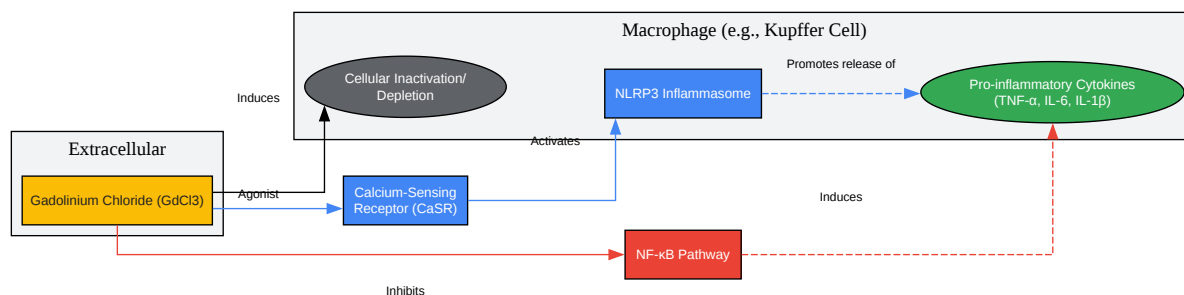 Macrophage (e.g., Kupffer Cell)
Cellular Inactivation/
Depletion
NLRP3 Inflammasome
Promotes release of
Pro-inflammatory Cytokines
(TNF-α, IL-6, IL-1β)
Induces
Activates
Extracellular
Gadolinium Chloride (GdCl3)
Agonist
Calcium-Sensing
Receptor (CaSR)
Induces
NF-κB Pathway
Inhibits